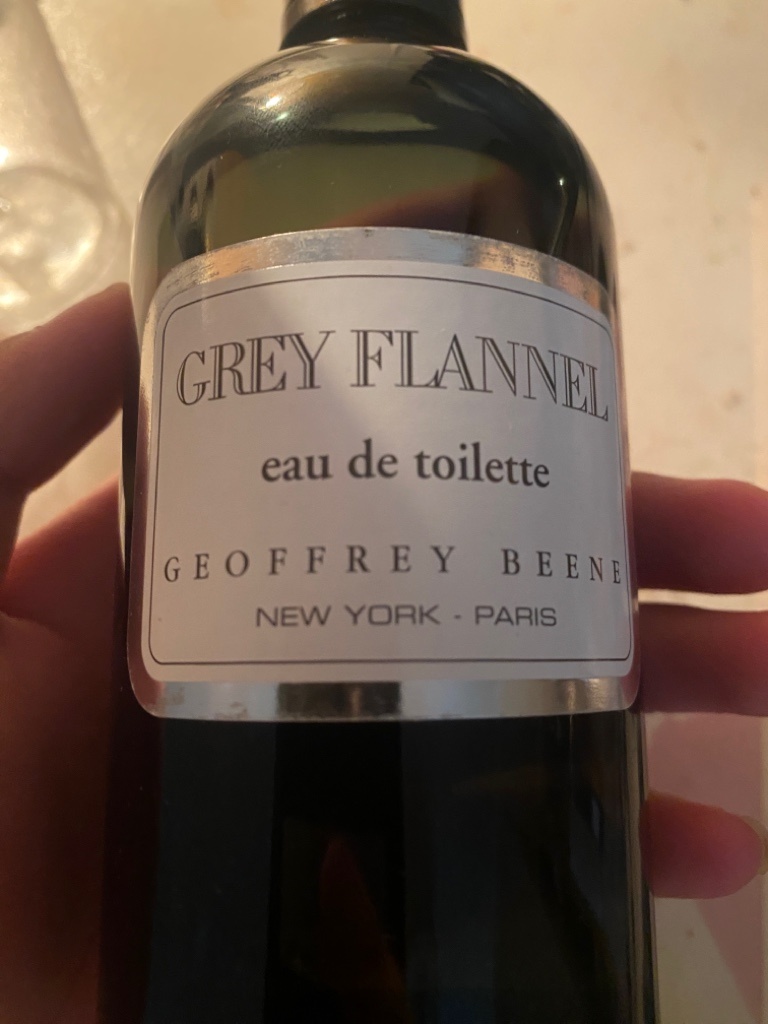 GREY FLANNEL
eau de toilette
GEOFFREY BEENE
NEW YORK - PARIS